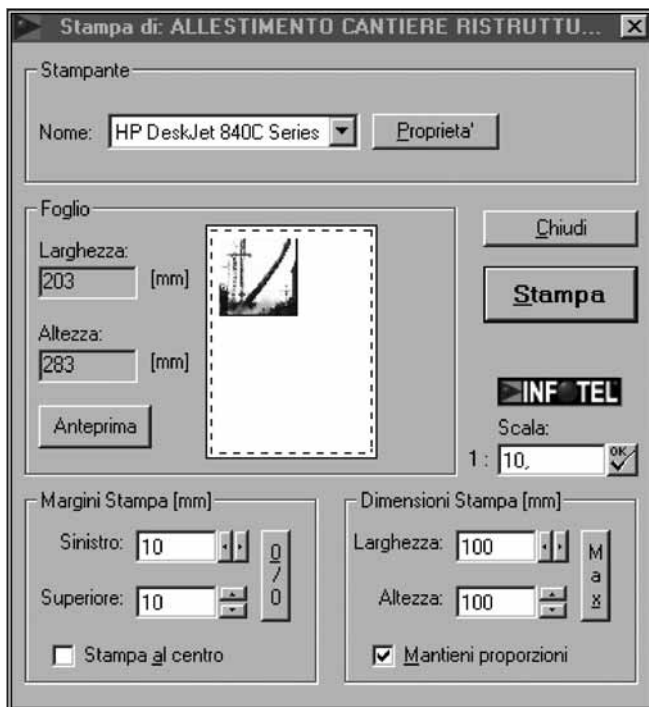 Stampa di: ALLESTIMENTO CANTIERE RISTRUTTU...
Stampante
Nome: HP DeskJet 840C Series Proprieta'
Foglio
Larghezza:
203 [mm]
Altezza:
283 [mm]
Anteprima
Chiudi
Stampa
INFOTEL
Scala:
1 : 10, OK
Margini Stampa [mm]
Sinistro: 10
Superiore: 10
0/0
Stampa al centro
Dimensioni Stampa [mm]
Larghezza: 100
Altezza: 100
Max
Mantieni proporzioni